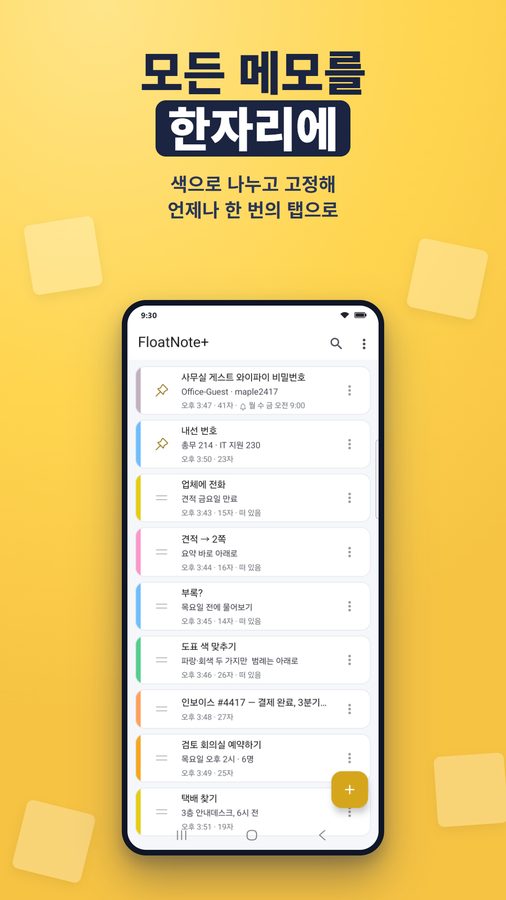 모든 메모를
한자리에
색으로 나누고 고정해
언제나 한 번의 탭으로
9:30
FloatNote+
사무실 게스트 와이파이 비밀번호
Office-Guest · maple2417
오후 3:47 · 41자 · 월 수 금 오전 9:00
내선 번호
총무 214 · IT 지원 230
오후 3:50 · 23자
업체에 전화
견적 금요일 만료
오후 3:43 · 15자 · 떠 있음
견적 → 2쪽
요약 바로 아래로
오후 3:44 · 16자 · 떠 있음
부록?
목요일 전에 물어보기
오후 3:45 · 14자 · 떠 있음
도표 색 맞추기
파랑·회색 두 가지만 범례는 아래로
오후 3:46 · 26자 · 떠 있음
인보이스 #4417 — 결제 완료, 3분기…
오후 3:48 · 27자
검토 회의실 예약하기
목요일 오후 2시 · 6명
오후 3:49 · 25자
택배 찾기
3층 안내데스크, 6시 전
오후 3:51 · 19자